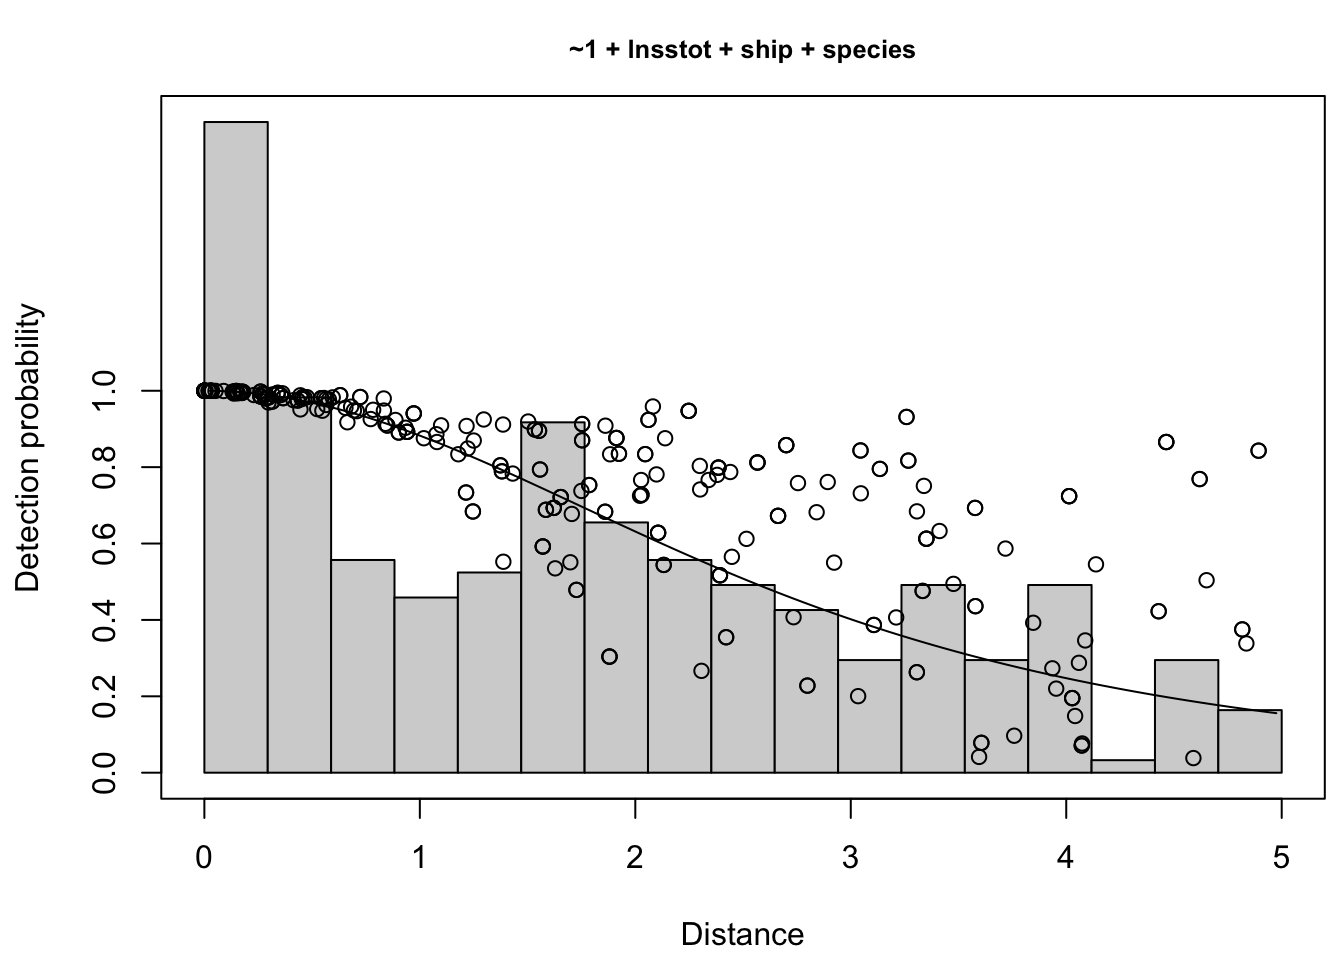 ~1 + lnsstot + ship + species
Detection probability
1.0
0.8
0.6
0.4
0.2
0.0
0 1 2 3 4 5
Distance